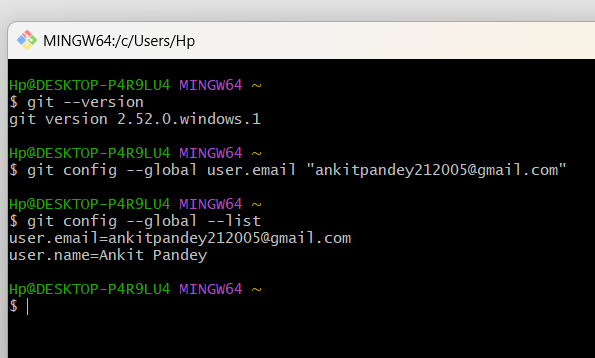 MINGW64:/c/Users/Hp
Hp@DESKTOP-P4R9LU4 MINGW64 ~
$ git --version
git version 2.52.0.windows.1
Hp@DESKTOP-P4R9LU4 MINGW64 ~
$ git config --global user.email "ankitpandey212005@gmail.com"
Hp@DESKTOP-P4R9LU4 MINGW64 ~
$ git config --global --list
user.email=ankitpandey212005@gmail.com
user.name=Ankit Pandey
Hp@DESKTOP-P4R9LU4 MINGW64 ~
$